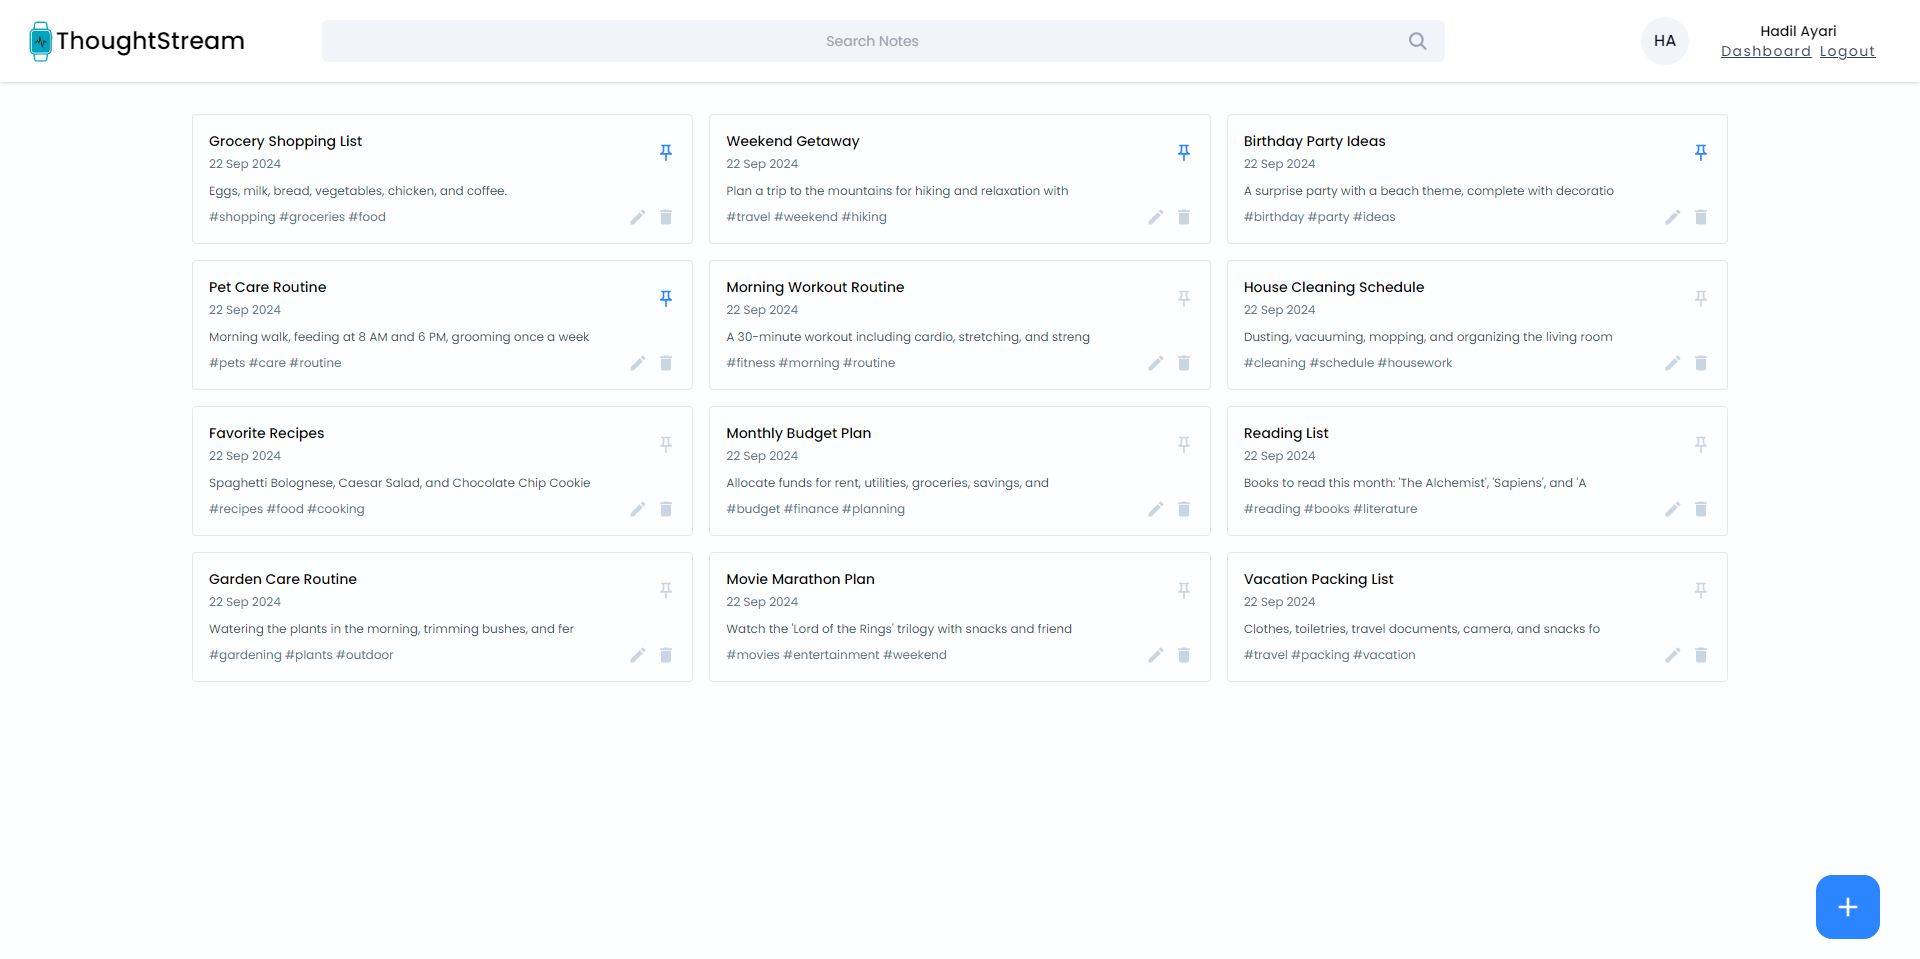 ThoughtStream
Search Notes
HA
Hadil Ayari
Dashboard Logout
Grocery Shopping List
22 Sep 2024
Eggs, milk, bread, vegetables, chicken, and coffee.
#shopping #groceries #food
Weekend Getaway
22 Sep 2024
Plan a trip to the mountains for hiking and relaxation with
#travel #weekend #hiking
Birthday Party Ideas
22 Sep 2024
A surprise party with a beach theme, complete with decoratio
#birthday #party #ideas
Pet Care Routine
22 Sep 2024
Morning walk, feeding at 8 AM and 6 PM, grooming once a week
#pets #care #routine
Morning Workout Routine
22 Sep 2024
A 30-minute workout including cardio, stretching, and streng
#fitness #morning #routine
House Cleaning Schedule
22 Sep 2024
Dusting, vacuuming, mopping, and organizing the living room
#cleaning #schedule #housework
Favorite Recipes
22 Sep 2024
Spaghetti Bolognese, Caesar Salad, and Chocolate Chip Cookie
#recipes #food #cooking
Monthly Budget Plan
22 Sep 2024
Allocate funds for rent, utilities, groceries, savings, and
#budget #finance #planning
Reading List
22 Sep 2024
Books to read this month: 'The Alchemist', 'Sapiens', and 'A
#reading #books #literature
Garden Care Routine
22 Sep 2024
Watering the plants in the morning, trimming bushes, and fer
#gardening #plants #outdoor
Movie Marathon Plan
22 Sep 2024
Watch the 'Lord of the Rings' trilogy with snacks and friend
#movies #entertainment #weekend
Vacation Packing List
22 Sep 2024
Clothes, toiletries, travel documents, camera, and snacks fo
#travel #packing #vacation